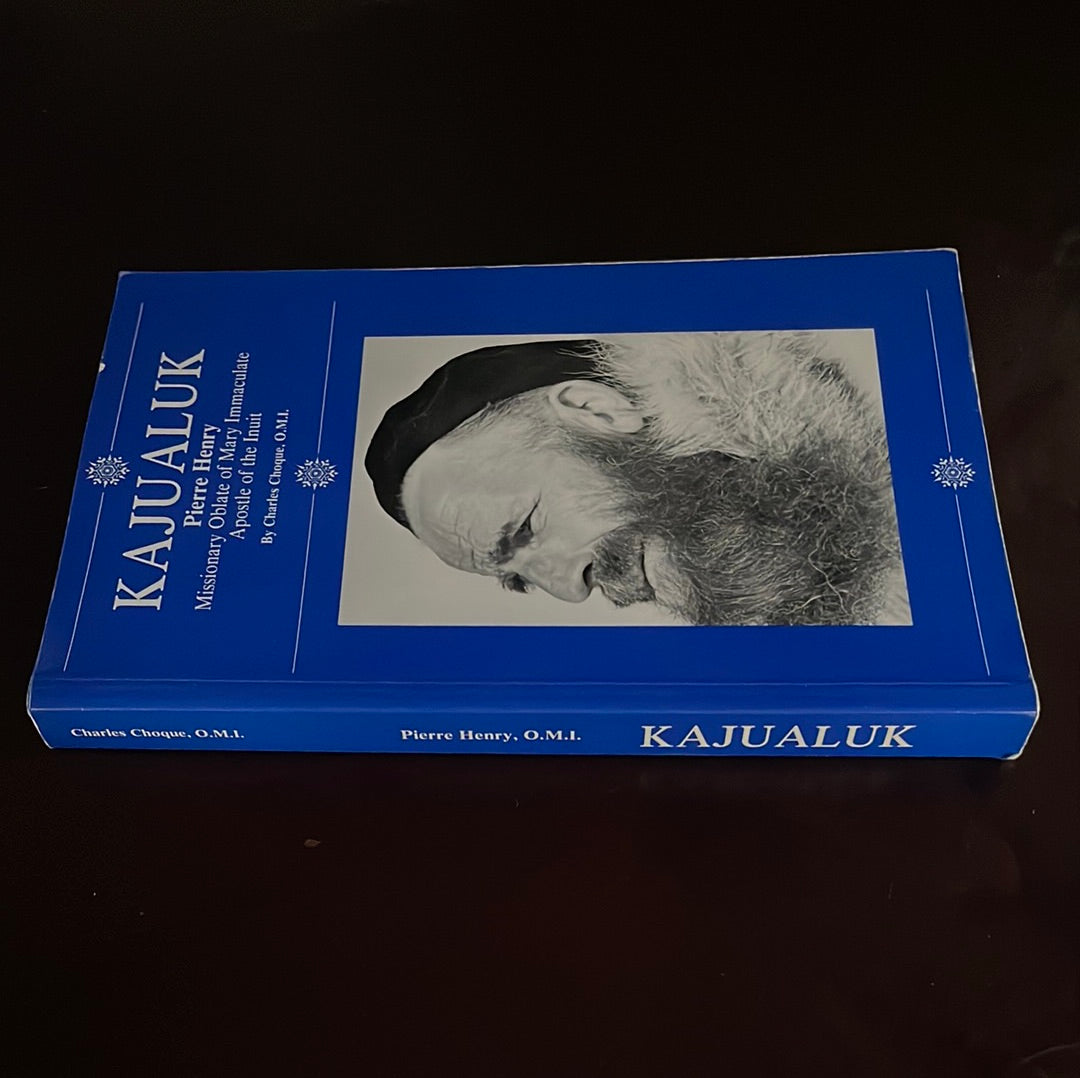 KAJUALUK
Pierre Henry
Missionary Oblate of Mary Immaculate
Apostle of the Inuit
By Charles Choque, O.M.I.
Charles Choque, O.M.I.
Pierre Henry, O.M.I.
KAJUALUK